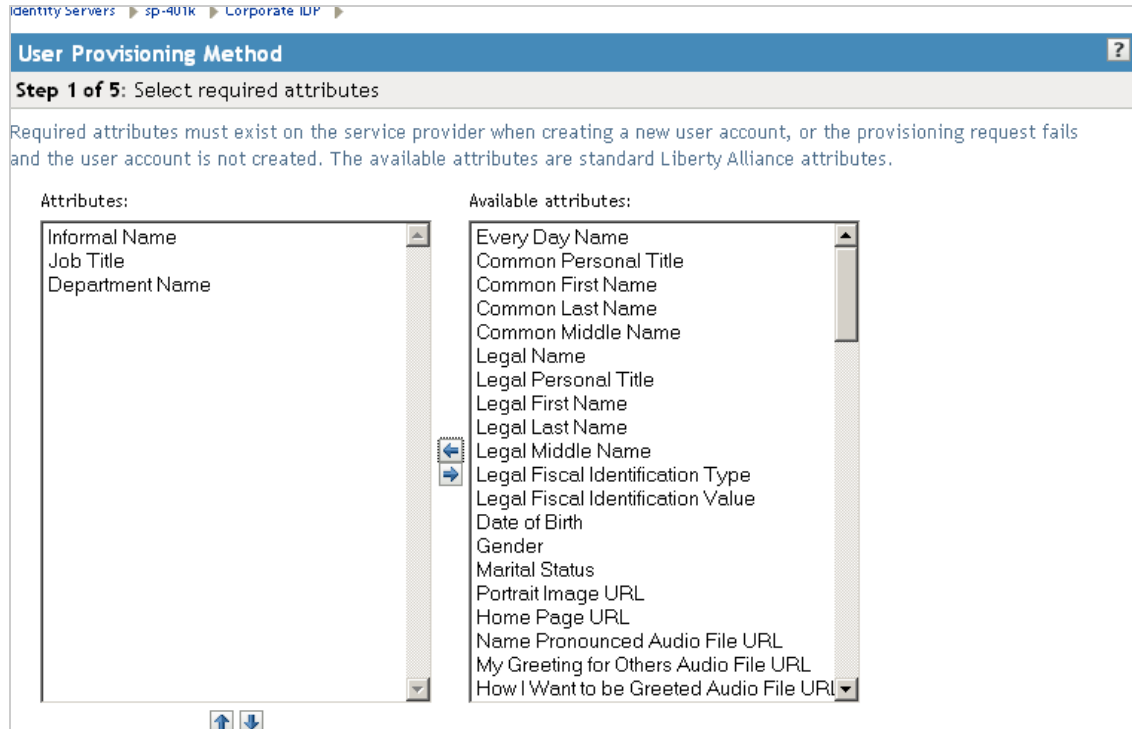 Identity Servers sp-401k Corporate IDP
User Provisioning Method ?
Step 1 of 5: Select required attributes
Required attributes must exist on the service provider when creating a new user account, or the provisioning request fails
and the user account is not created. The available attributes are standard Liberty Alliance attributes.
Attributes:
Informal Name
Job Title
Department Name
Available attributes:
Every Day Name
Common Personal Title
Common First Name
Common Last Name
Common Middle Name
Legal Name
Legal Personal Title
Legal First Name
Legal Last Name
Legal Middle Name
Legal Fiscal Identification Type
Legal Fiscal Identification Value
Date of Birth
Gender
Marital Status
Portrait Image URL
Home Page URL
Name Pronounced Audio File URL
My Greeting for Others Audio File URL
How I Want to be Greeted Audio File URL